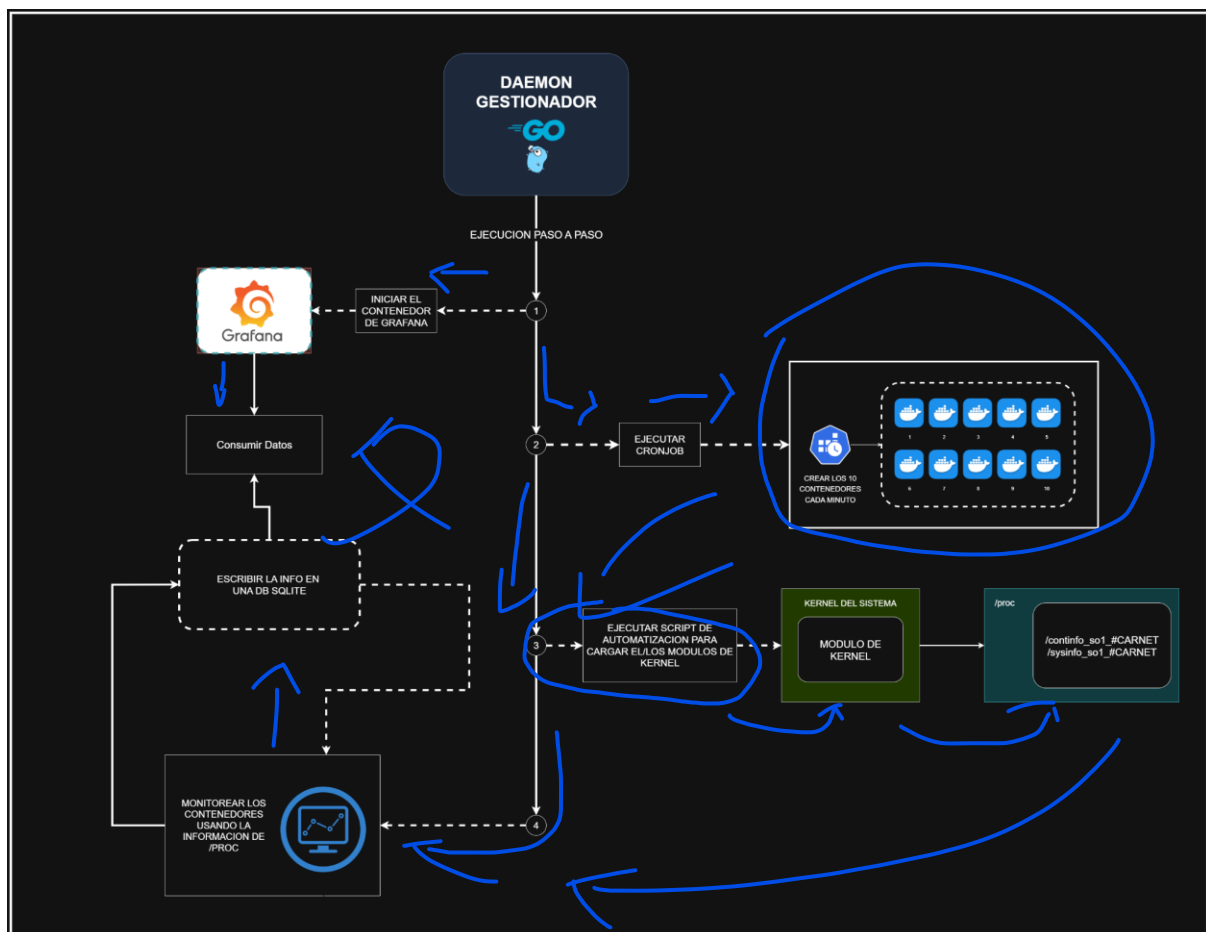 DAEMON
GESTIONADOR
GO
EJECUCION PASO A PASO
1
INICIAR EL
CONTENEDOR
DE GRAFANA
Grafana
Consumir Datos
2
EJECUTAR
CRONJOB
CREAR LOS 10
CONTENEDORES
CADA MINUTO
1 2 3 4 5
6 7 8 9 10
ESCRIBIR LA INFO EN
UNA DB SQLITE
3
EJECUTAR SCRIPT DE
AUTOMATIZACION PARA
CARGAR EL/LOS MODULOS DE
KERNEL
KERNEL DEL SISTEMA
MODULO DE
KERNEL
/proc
/continfo_so1_#CARNET
/sysinfo_so1_#CARNET
4
MONITOREAR LOS
CONTENEDORES
USANDO LA
INFORMACION DE
/PROC